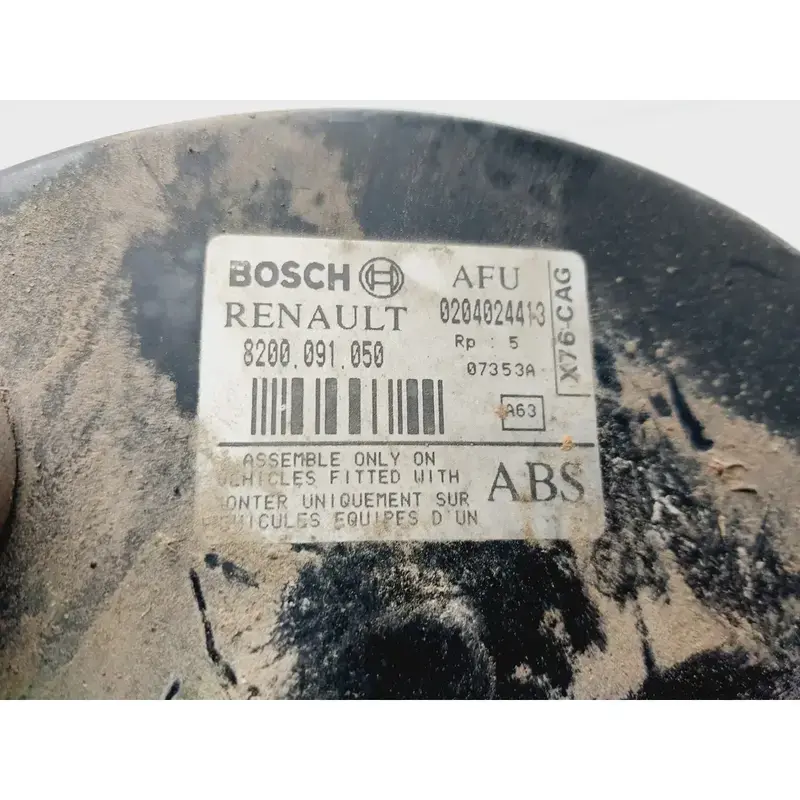 BOSCH AFU
RENAULT 0204024413
8200.091.050 Rp : 5
07353A
X76-CAG
A63
ASSEMBLE ONLY ON
VEHICLES FITTED WITH
MONTER UNIQUEMENT SUR
VEHICULES EQUIPES D'UN
ABS